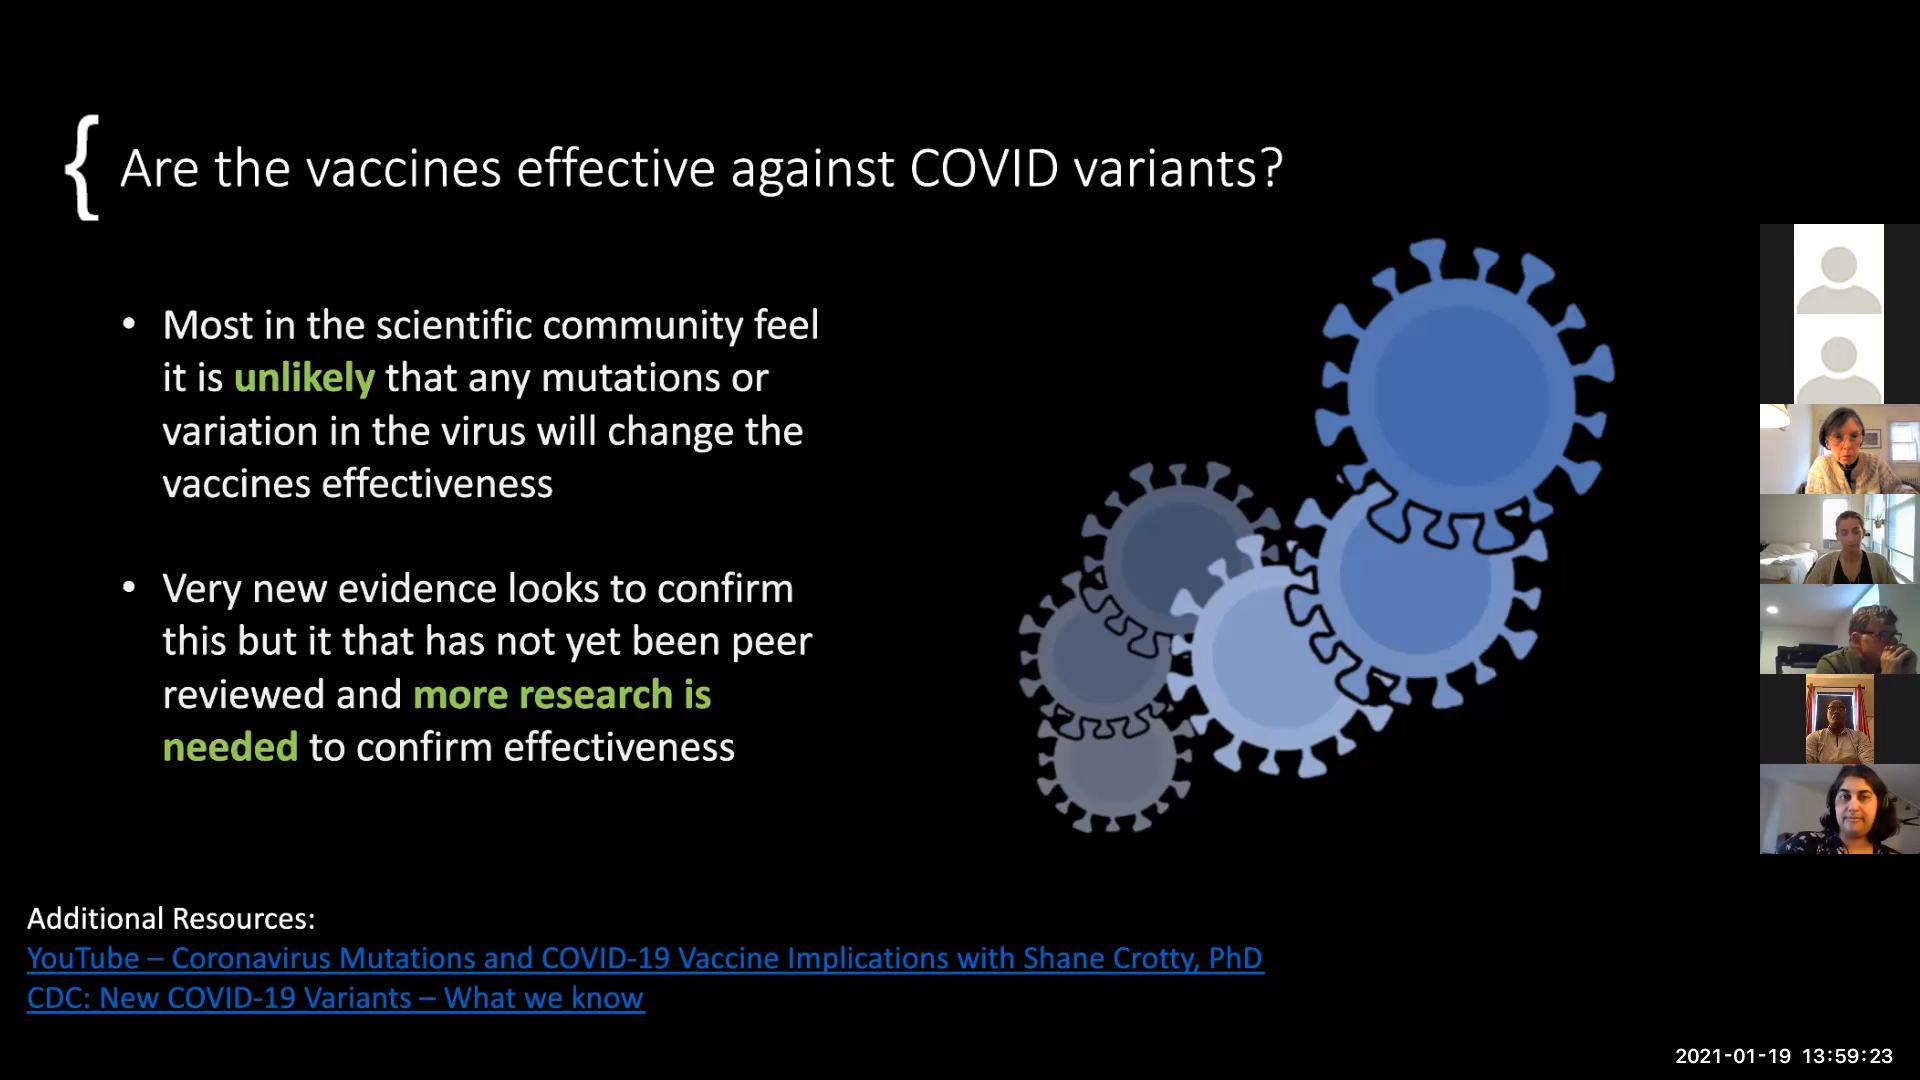 { Are the vaccines effective against COVID variants?
• Most in the scientific community feel
it is unlikely that any mutations or
variation in the virus will change the
vaccines effectiveness
• Very new evidence looks to confirm
this but it that has not yet been peer
reviewed and more research is
needed to confirm effectiveness
Additional Resources:
YouTube – Coronavirus Mutations and COVID-19 Vaccine Implications with Shane Crotty, PhD
CDC: New COVID-19 Variants – What we know
2021-01-19 13:59:23